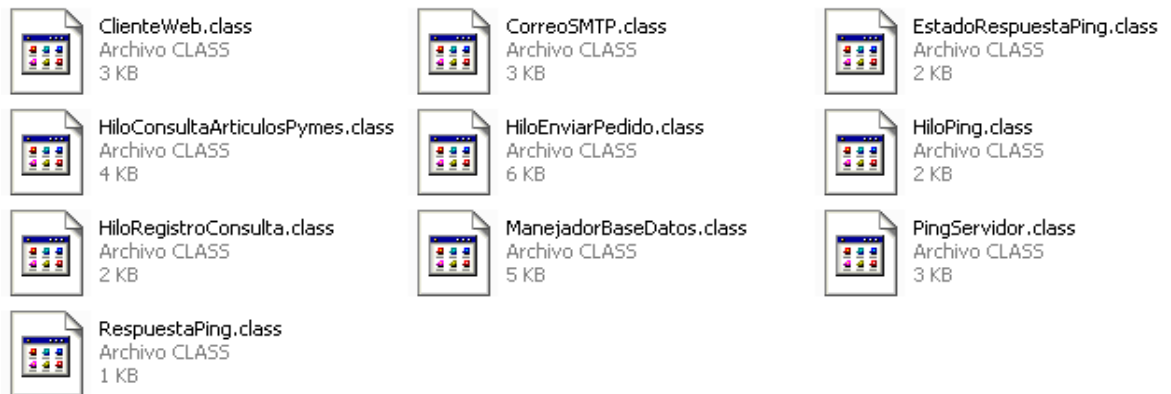 ClienteWeb.class
Archivo CLASS
3 KB
CorreoSMTP.class
Archivo CLASS
3 KB
EstadoRespuestaPing.class
Archivo CLASS
2 KB
HiloConsultaArticulosPymes.class
Archivo CLASS
4 KB
HiloEnviarPedido.class
Archivo CLASS
6 KB
HiloPing.class
Archivo CLASS
2 KB
HiloRegistroConsulta.class
Archivo CLASS
2 KB
ManejadorBaseDatos.class
Archivo CLASS
5 KB
PingServidor.class
Archivo CLASS
3 KB
RespuestaPing.class
Archivo CLASS
1 KB